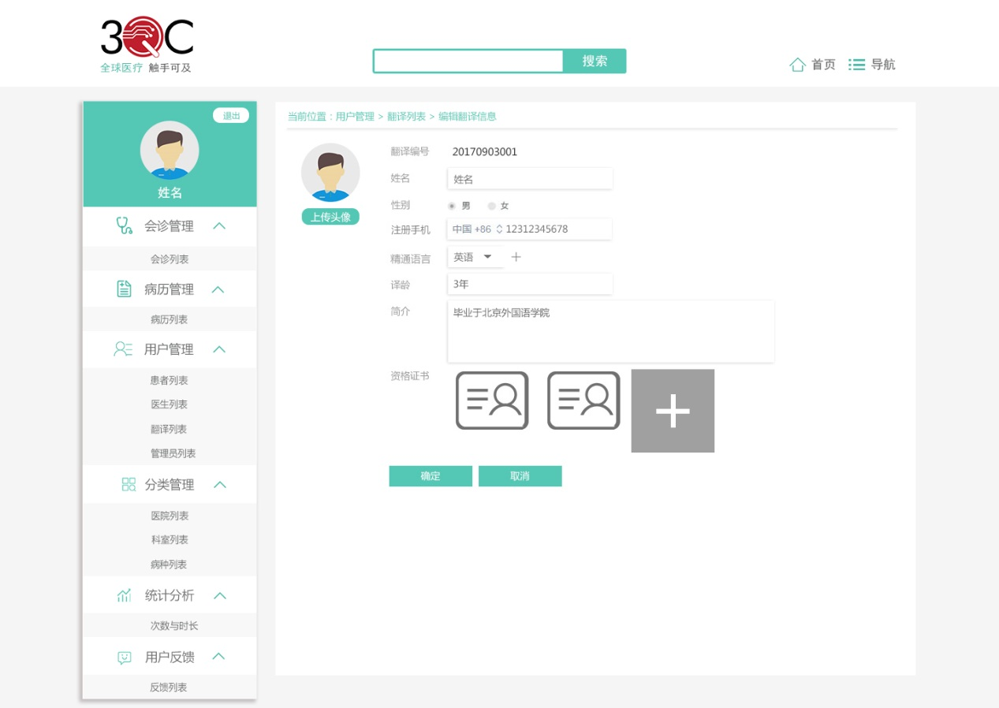 3QC
全球医疗 触手可及
搜索
首页
导航
退出
姓名
会诊管理
会诊列表
病历管理
病历列表
用户管理
患者列表
医生列表
翻译列表
管理员列表
分类管理
医院列表
科室列表
病种列表
统计分析
次数与时长
用户反馈
反馈列表
当前位置：用户管理 > 翻译列表 > 编辑翻译信息
上传头像
翻译编号 20170903001
姓名 姓名
性别 男 女
注册手机 中国 +86 12312345678
精通语言 英语
译龄 3年
简介 毕业于北京外国语学院
资格证书
确定 取消